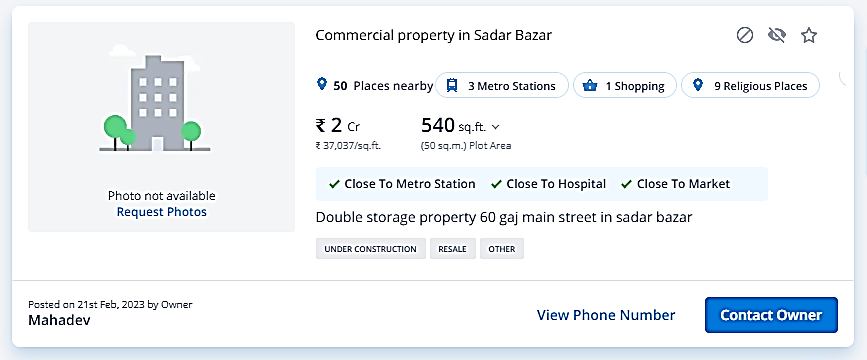 Commercial property in Sadar Bazar
50 Places nearby 3 Metro Stations 1 Shopping 9 Religious Places
₹ 2 Cr 540 sq.ft.
₹ 37,037/sq.ft. (50 sq.m.) Plot Area
Close To Metro Station Close To Hospital Close To Market
Photo not available
Request Photos
Double storage property 60 gaj main street in sadar bazar
UNDER CONSTRUCTION RESALE OTHER
Posted on 21st Feb, 2023 by Owner
Mahadev
View Phone Number Contact Owner